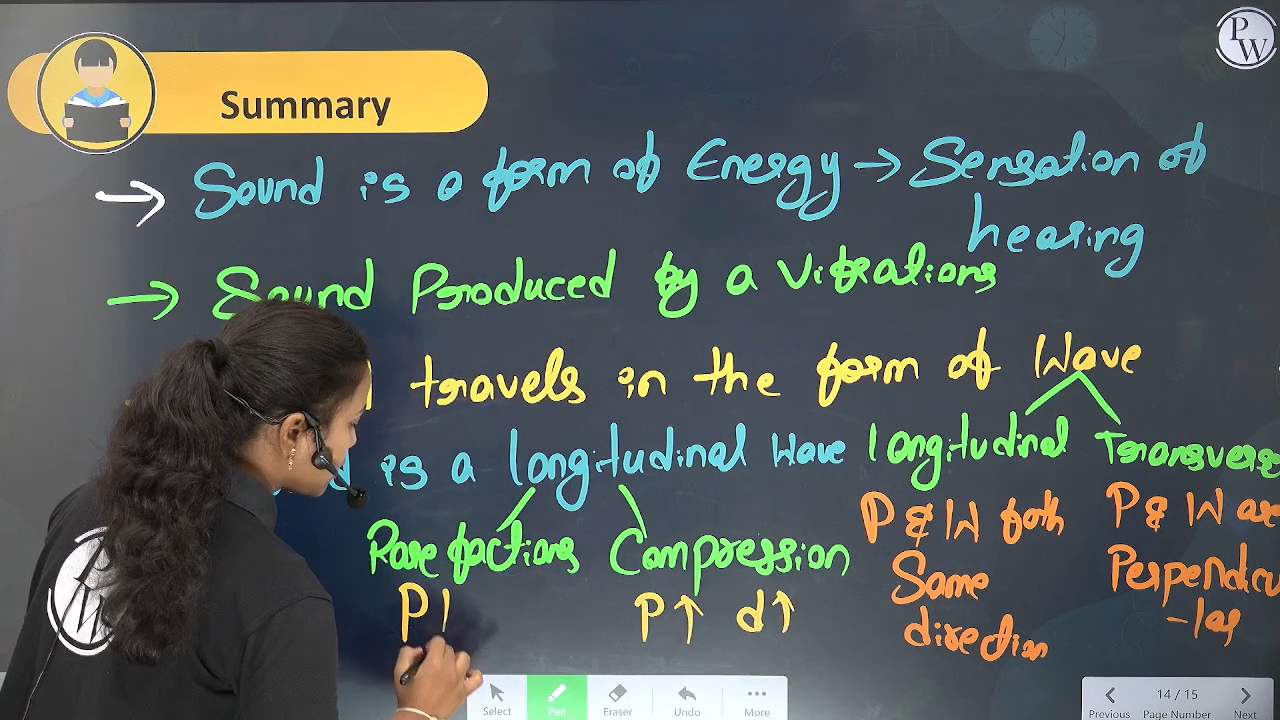 PW
Summary
→ Sound is a form of Energy → Sensation of
hearing
→ Sound Produced by a Vibrations
travels in the form of Wave
is a longitudinal Wave longitudinal Transverse
Rarefactions Compression P & W both P & W are
Same Perpendicu
P P↑ d↑ direction -lar
PW
Select Pen Eraser Undo More
Previous 14 / 15 Page Number Next